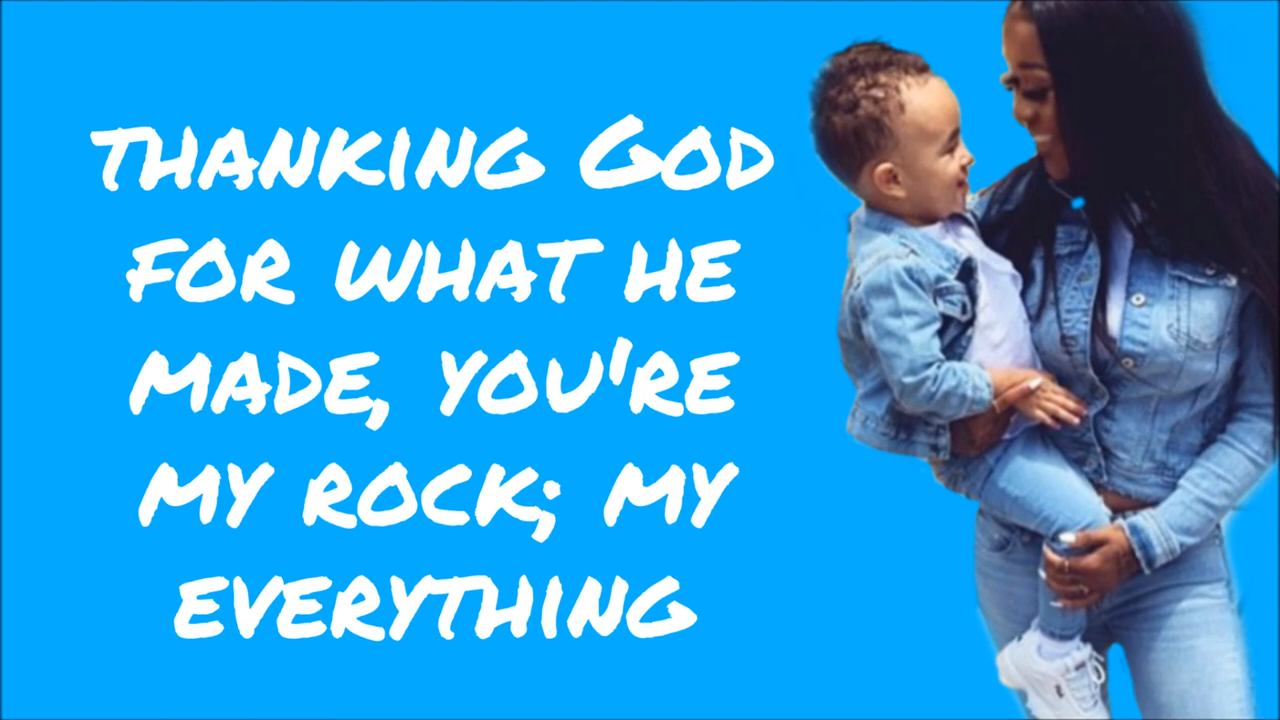 THANKING GOD
FOR WHAT HE
MADE, YOU'RE
MY ROCK; MY
EVERYTHING